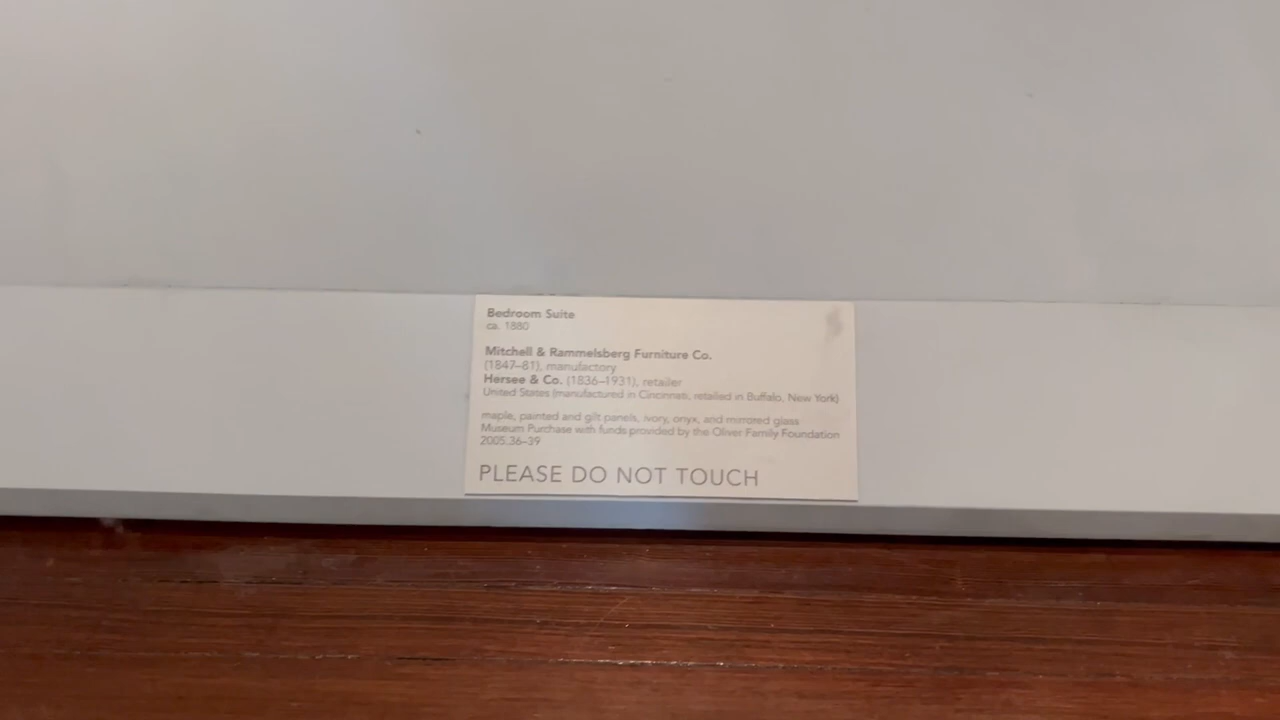 Bedroom Suite
ca. 1880
Mitchell & Rammelsberg Furniture Co.
(1847–81), manufactory
Hersee & Co. (1836–1931), retailer
United States (manufactured in Cincinnati; retailed in Buffalo, New York)
maple, painted and gilt panels, ivory, onyx, and mirrored glass
Museum Purchase with funds provided by the Oliver Family Foundation
2005.36–39
PLEASE DO NOT TOUCH